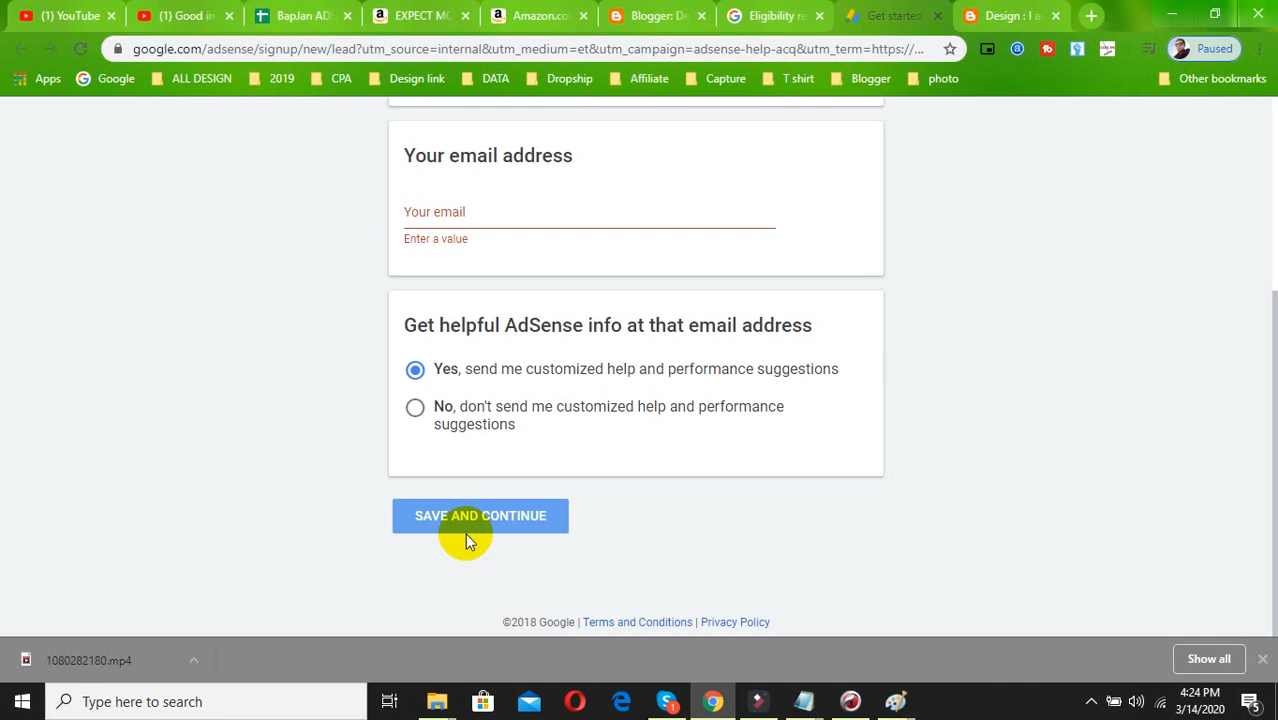 (1) YouTube
(1) Good in
BapJan AD
EXPECT MO
Amazon.co
Blogger: De
Eligibility re
Get started
Design : I a
google.com/adsense/signup/new/lead?utm_source=internal&utm_medium=et&utm_campaign=adsense-help-acq&utm_term=https://...
Paused
Apps
Google
ALL DESIGN
2019
CPA
Design link
DATA
Dropship
Affiliate
Capture
T shirt
Blogger
photo
Other bookmarks
Your email address
Your email
Enter a value
Get helpful AdSense info at that email address
Yes, send me customized help and performance suggestions
No, don't send me customized help and performance
suggestions
SAVE AND CONTINUE
©2018 Google | Terms and Conditions | Privacy Policy
1080282180.mp4
Show all
Type here to search
4:24 PM
3/14/2020